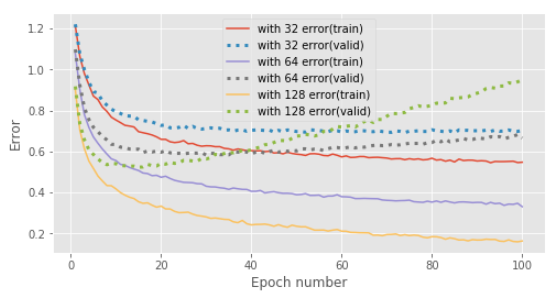 with 32 error(train)
with 32 error(valid)
with 64 error(train)
with 64 error(valid)
with 128 error(train)
with 128 error(valid)
1.2
1.0
0.8
0.6
0.4
0.2
Error
0 20 40 60 80 100
Epoch number